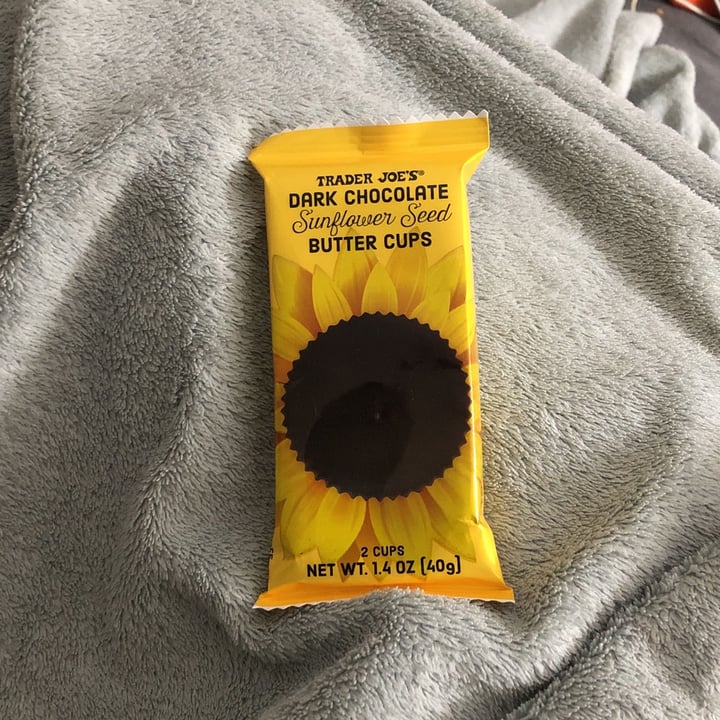 TRADER JOE'S®
DARK CHOCOLATE
Sunflower Seed
BUTTER CUPS
2 CUPS
NET WT. 1.4 OZ [40g]